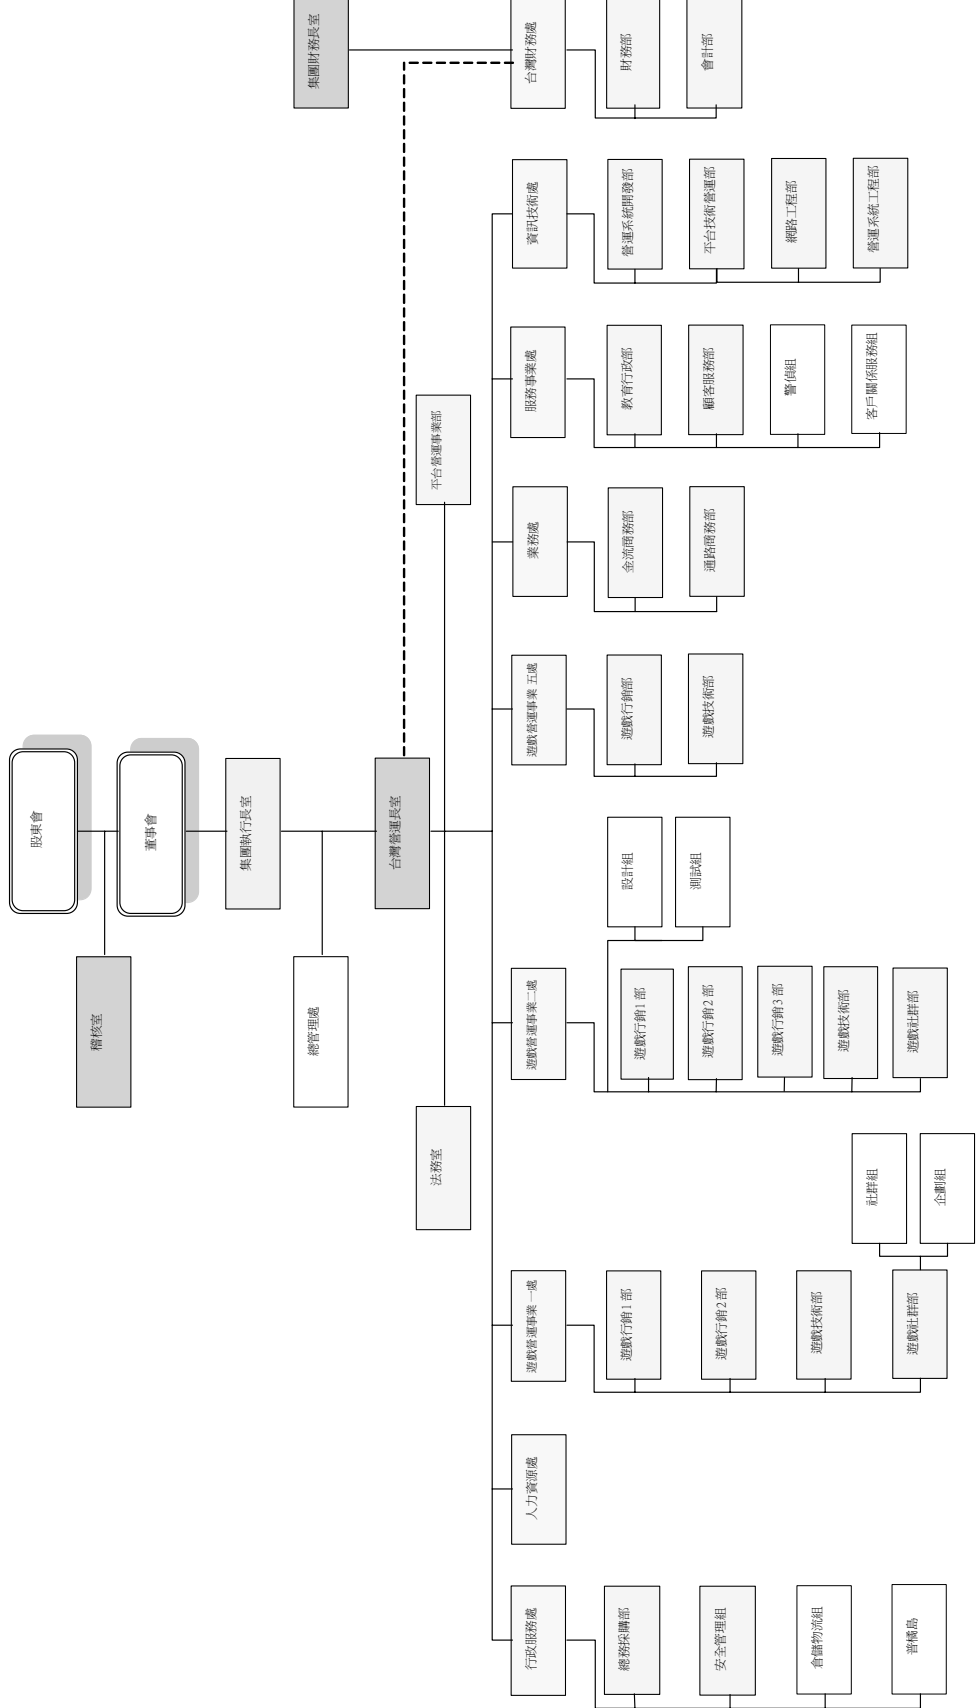 股東會
稽核室
董事會
集團執行長室
總管理處
集團財務長室
台灣營運長室
法務室
平台營運事業部
行政服務處
總務採購部
安全管理組
倉儲物流組
普橘島
人力資源處
遊戲營運事業一處
遊戲行銷1部
遊戲行銷2部
遊戲技術部
遊戲社群部
社群組
企劃組
遊戲營運事業二處
設計組
測試組
遊戲行銷1部
遊戲行銷2部
遊戲行銷3部
遊戲技術部
遊戲社群部
遊戲營運事業五處
遊戲行銷部
遊戲技術部
業務處
金流商務部
通路商務部
服務事業處
教育行政部
顧客服務部
警偵組
客戶關係服務組
資訊技術處
營運系統開發部
平台技術營運部
網路工程部
營運系統工程部
台灣財務處
財務部
會計部